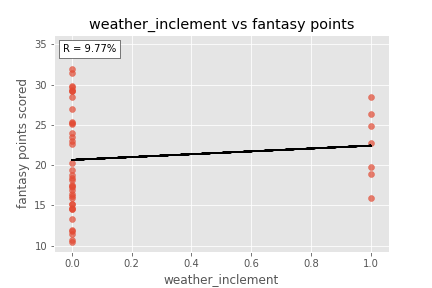 weather_inclement vs fantasy points
R = 9.77%
35
30
25
20
15
10
fantasy points scored
0.0 0.2 0.4 0.6 0.8 1.0
weather_inclement